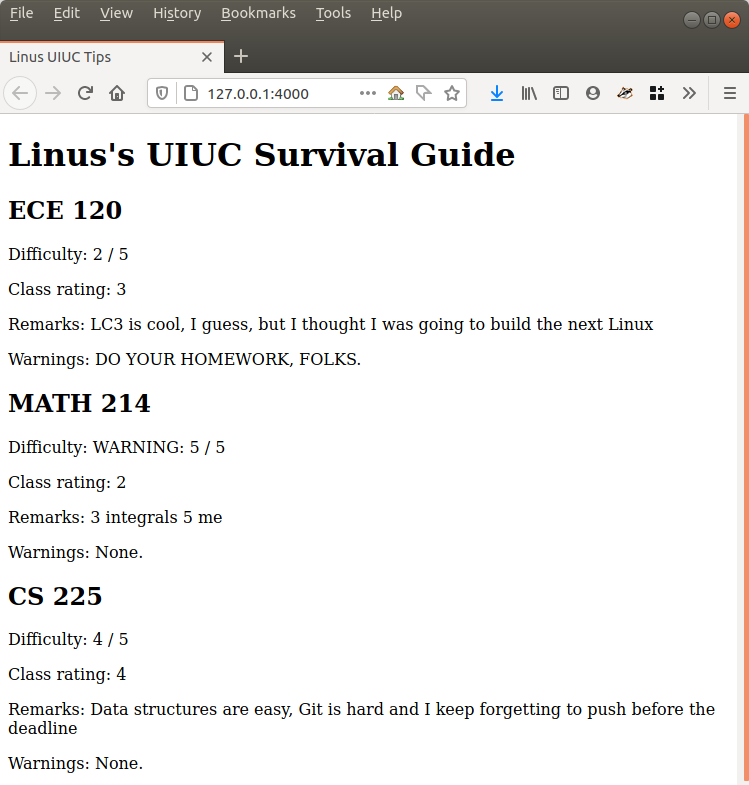 File Edit View History Bookmarks Tools Help
Linus UIUC Tips
127.0.0.1:4000
Linus's UIUC Survival Guide
ECE 120
Difficulty: 2 / 5
Class rating: 3
Remarks: LC3 is cool, I guess, but I thought I was going to build the next Linux
Warnings: DO YOUR HOMEWORK, FOLKS.
MATH 214
Difficulty: WARNING: 5 / 5
Class rating: 2
Remarks: 3 integrals 5 me
Warnings: None.
CS 225
Difficulty: 4 / 5
Class rating: 4
Remarks: Data structures are easy, Git is hard and I keep forgetting to push before the
deadline
Warnings: None.